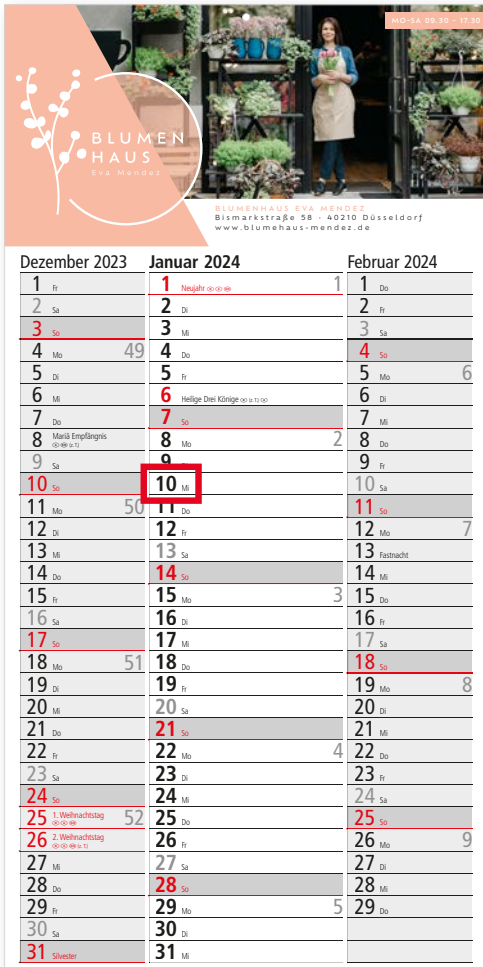 MO-SA 09.30 - 17.30
BLUMEN
HAUS
Eva Mendez
BLUMENHAUS EVA MENDEZ
Bismarkstraße 58 · 40210 Düsseldorf
www.blumehaus-mendez.de
Dezember 2023
1 Fr
2 Sa
3 So
4 Mo 49
5 Di
6 Mi
7 Do
8 Mariä Empfängnis
(z.T.)
9 Sa
10 So
11 Mo 50
12 Di
13 Mi
14 Do
15 Fr
16 Sa
17 So
18 Mo 51
19 Di
20 Mi
21 Do
22 Fr
23 Sa
24 So
25 1. Weihnachtstag 52
26 2. Weihnachtstag
(z.T.)
27 Mi
28 Do
29 Fr
30 Sa
31 Silvester
Januar 2024
1 Neujahr 1
2 Di
3 Mi
4 Do
5 Fr
6 Heilige Drei Könige (z.T.)
7 So
8 Mo 2
9
10 Mi
11 Do
12 Fr
13 Sa
14 So
15 Mo 3
16 Di
17 Mi
18 Do
19 Fr
20 Sa
21 So
22 Mo 4
23 Di
24 Mi
25 Do
26 Fr
27 Sa
28 So
29 Mo 5
30 Di
31 Mi
Februar 2024
1 Do
2 Fr
3 Sa
4 So
5 Mo 6
6 Di
7 Mi
8 Do
9 Fr
10 Sa
11 So
12 Mo 7
13 Fastnacht
14 Mi
15 Do
16 Fr
17 Sa
18 So
19 Mo 8
20 Di
21 Mi
22 Do
23 Fr
24 Sa
25 So
26 Mo 9
27 Di
28 Mi
29 Do